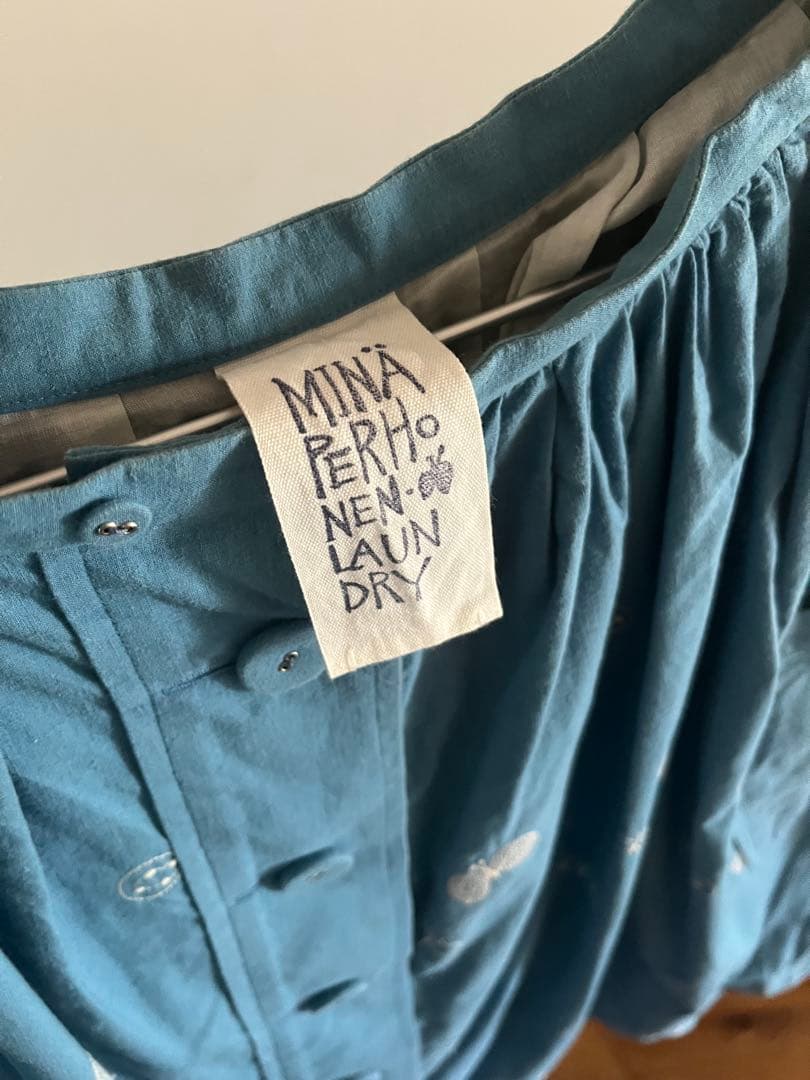 MINÄ
PERHO
NEN-
LAUN
DRY